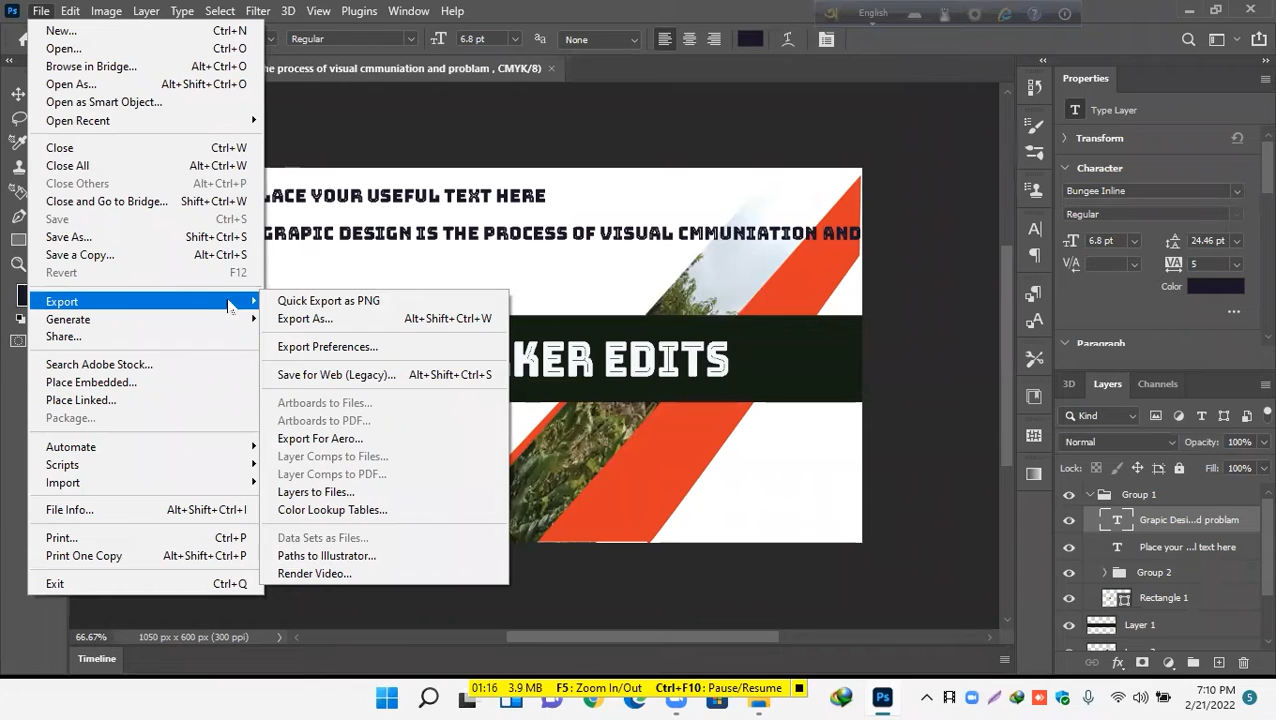 Ps File Edit Image Layer Type Select Filter 3D View Plugins Window Help
English
Regular 6.8 pt None
he process of visual cmmuniation and problam , CMYK/8)
New... Ctrl+N
Open... Ctrl+O
Browse in Bridge... Alt+Ctrl+O
Open As... Alt+Shift+Ctrl+O
Open as Smart Object...
Open Recent
Close Ctrl+W
Close All Alt+Ctrl+W
Close Others Alt+Ctrl+P
Close and Go to Bridge... Shift+Ctrl+W
Save Ctrl+S
Save As... Shift+Ctrl+S
Save a Copy... Alt+Ctrl+S
Revert F12
Export
Generate
Share...
Search Adobe Stock...
Place Embedded...
Place Linked...
Package...
Automate
Scripts
Import
File Info... Alt+Shift+Ctrl+I
Print... Ctrl+P
Print One Copy Alt+Shift+Ctrl+P
Exit Ctrl+Q
Quick Export as PNG
Export As... Alt+Shift+Ctrl+W
Export Preferences...
Save for Web (Legacy)... Alt+Shift+Ctrl+S
Artboards to Files...
Artboards to PDF...
Export For Aero...
Layer Comps to Files...
Layer Comps to PDF...
Layers to Files...
Color Lookup Tables...
Data Sets as Files...
Paths to Illustrator...
Render Video...
LACE YOUR USEFUL TEXT HERE
GRAPIC DESIGN IS THE PROCESS OF VISUAL CMMUNIATION AND
KER EDITS
Properties
T Type Layer
Transform
Character
Bungee Inline
Regular
6.8 pt 24.46 pt
5
Color
Paragraph
3D Layers Channels
Kind
Normal Opacity: 100%
Lock: Fill: 100%
Group 1
T Grapic Desi...d problam
T Place your ...l text here
Group 2
Rectangle 1
Layer 1
66.67% 1050 px x 600 px (300 ppi)
Timeline
01:16 3.9 MB F5: Zoom In/Out Ctrl+F10: Pause/Resume
Ps
7:10 PM
2/21/2022
5